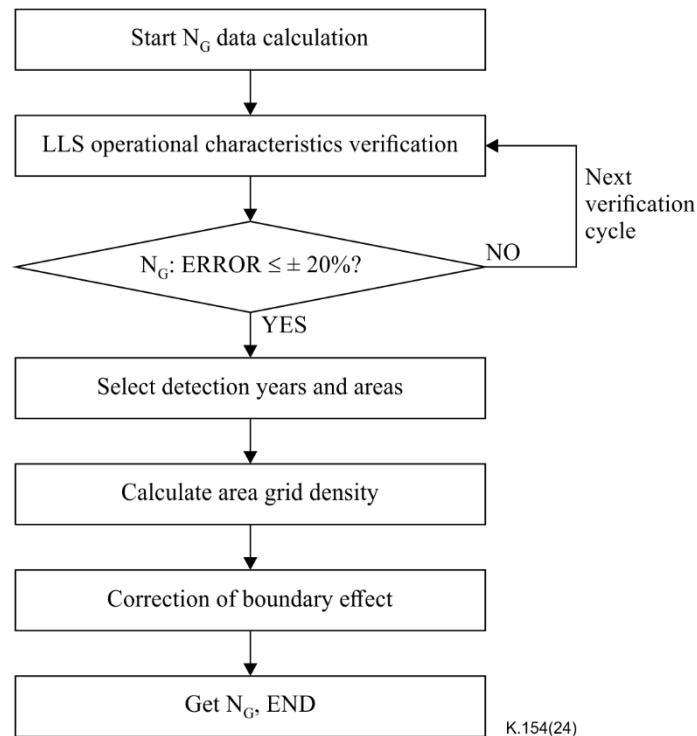 Start N_G data calculation
LLS operational characteristics verification
Next
verification
cycle
N_G: ERROR ≤ ± 20%?
NO
YES
Select detection years and areas
Calculate area grid density
Correction of boundary effect
Get N_G, END
K.154(24)